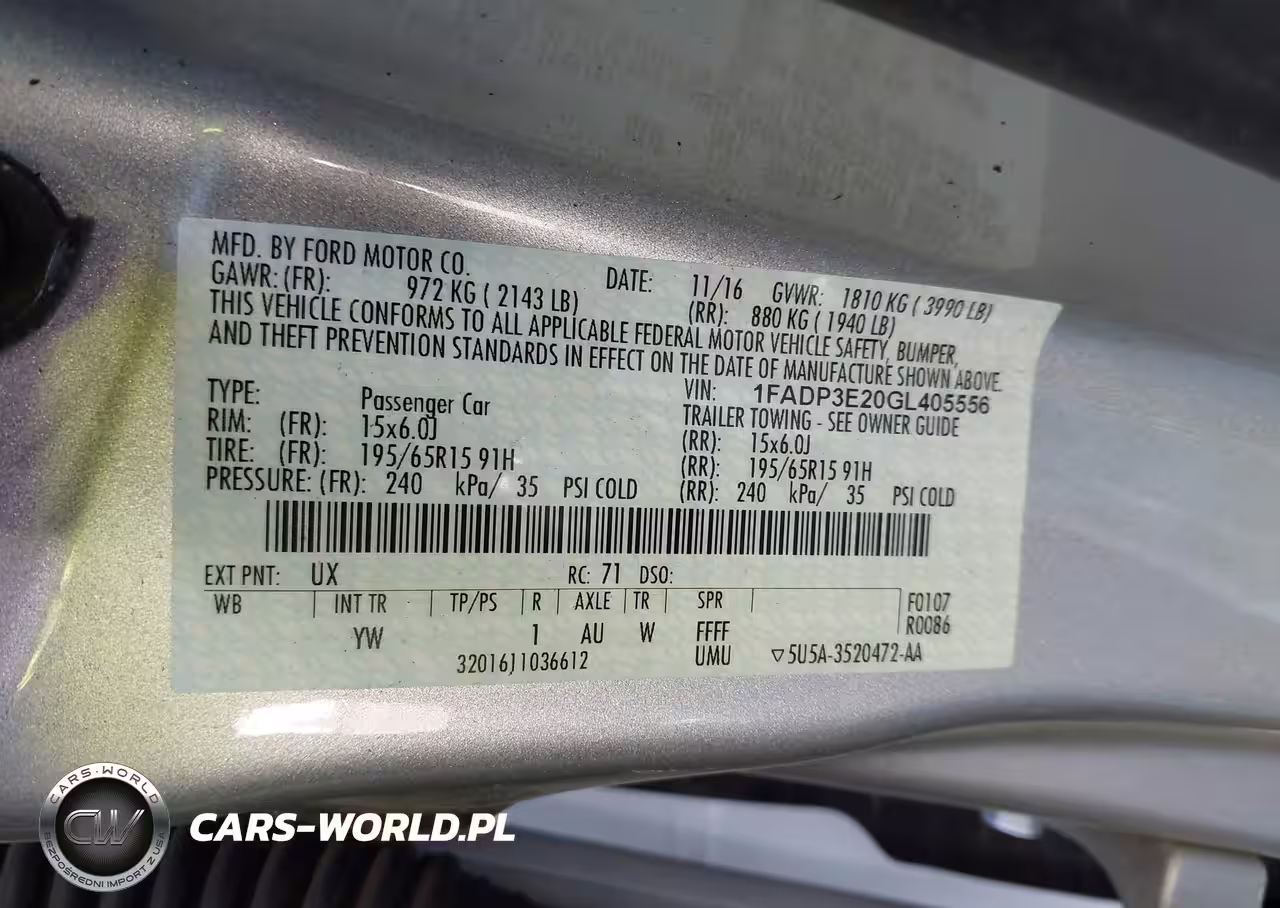 MFD. BY FORD MOTOR CO.
DATE: 11/16 GVWR: 1810 KG ( 3990 LB)
GAWR: (FR): 972 KG ( 2143 LB) (RR): 880 KG ( 1940 LB)
THIS VEHICLE CONFORMS TO ALL APPLICABLE FEDERAL MOTOR VEHICLE SAFETY, BUMPER,
AND THEFT PREVENTION STANDARDS IN EFFECT ON THE DATE OF MANUFACTURE SHOWN ABOVE.
VIN: 1FADP3E20GL405556
TYPE: Passenger Car TRAILER TOWING - SEE OWNER GUIDE
RIM: (FR): 15x6.0J (RR): 15x6.0J
TIRE: (FR): 195/65R15 91H (RR): 195/65R15 91H
PRESSURE: (FR): 240 kPa/ 35 PSI COLD (RR): 240 kPa/ 35 PSI COLD
EXT PNT: UX RC: 71 DSO:
WB | INT TR | TP/PS | R | AXLE | TR | SPR | F0107
YW 1 AU W FFFF R0086
32016J1036612 UMU ▽5U5A-3520472-AA
CARS-WORLD
CW
BEZPOŚREDNI IMPORT Z USA
CARS-WORLD.PL